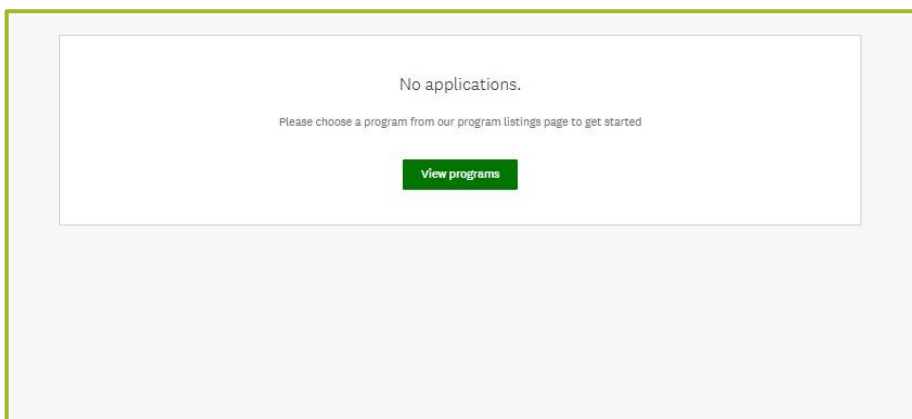 No applications.
Please choose a program from our program listings page to get started
View programs